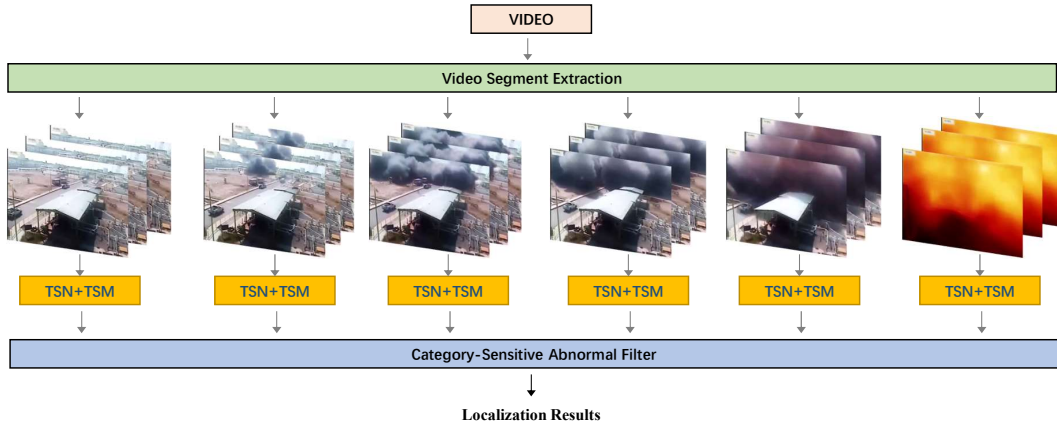 VIDEO
Video Segment Extraction
TSN+TSM TSN+TSM TSN+TSM TSN+TSM TSN+TSM TSN+TSM
Category-Sensitive Abnormal Filter
Localization Results